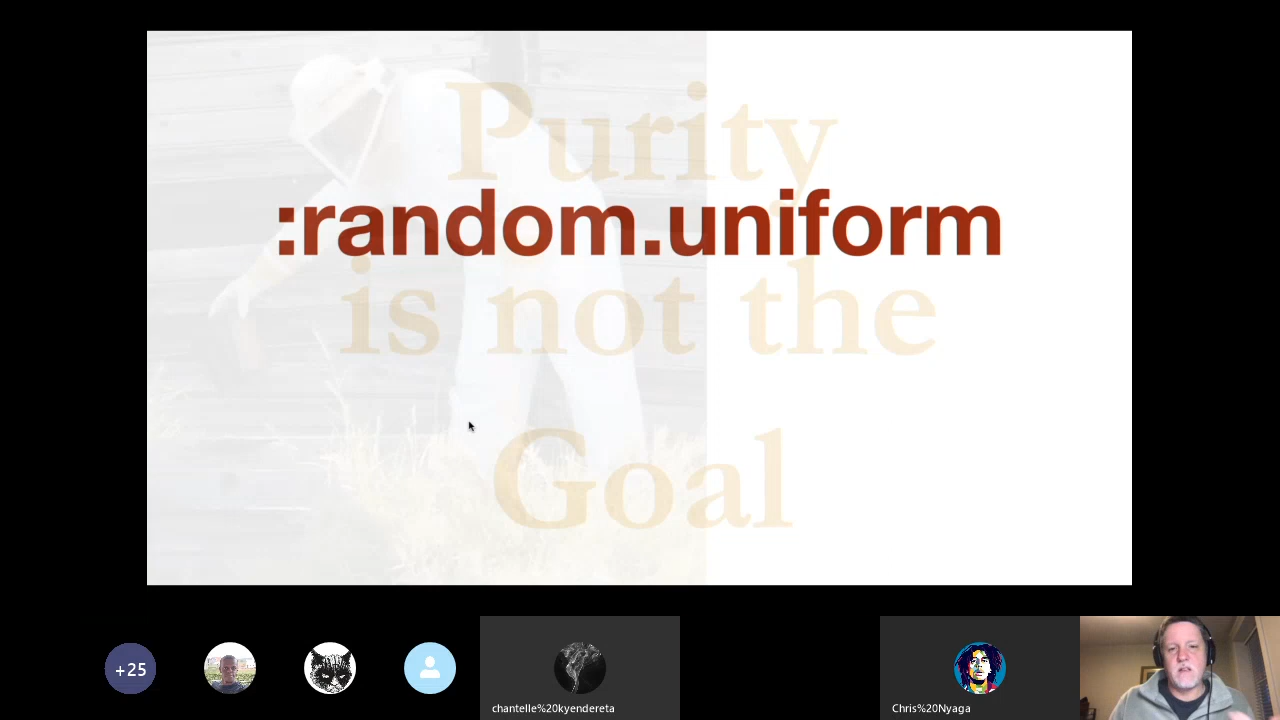 Purity
:random.uniform
is not the
Goal
+25
chantelle%20kyendereta
Chris%20Nyaga